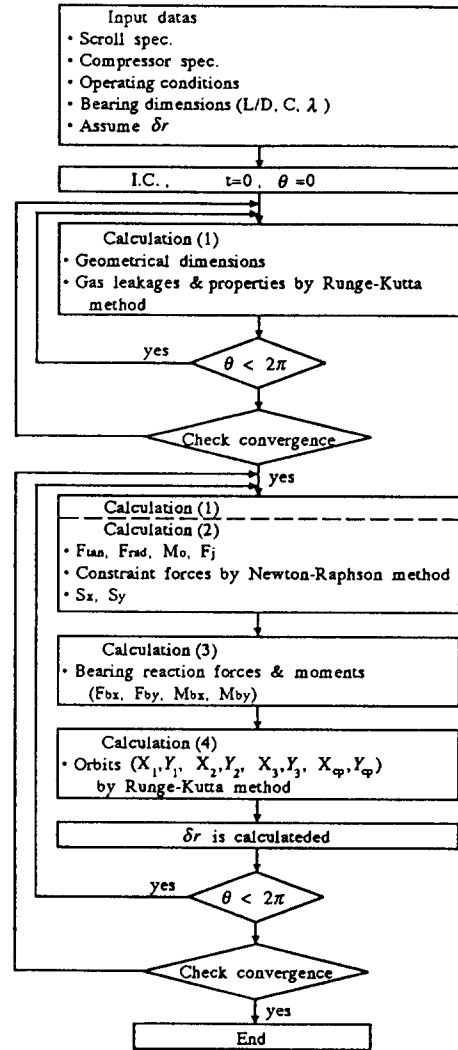 Input datas
• Scroll spec.
• Compressor spec.
• Operating conditions
• Bearing dimensions (L/D, C, λ )
• Assume δr
I.C. , t=0 , θ =0
Calculation (1)
• Geometrical dimensions
• Gas leakages & properties by Runge-Kutta
method
yes
θ < 2π
Check convergence
yes
Calculation (1)
Calculation (2)
• Ftan, Frad, Mo, Fj
• Constraint forces by Newton-Raphson method
• Sx, Sy
Calculation (3)
• Bearing reaction forces & moments
(Fbx, Fby, Mbx, Mby)
Calculation (4)
• Orbits (X1,Y1, X2,Y2, X3,Y3, Xcp,Ycp)
by Runge-Kutta method
δr is calculateded
yes
θ < 2π
Check convergence
yes
End